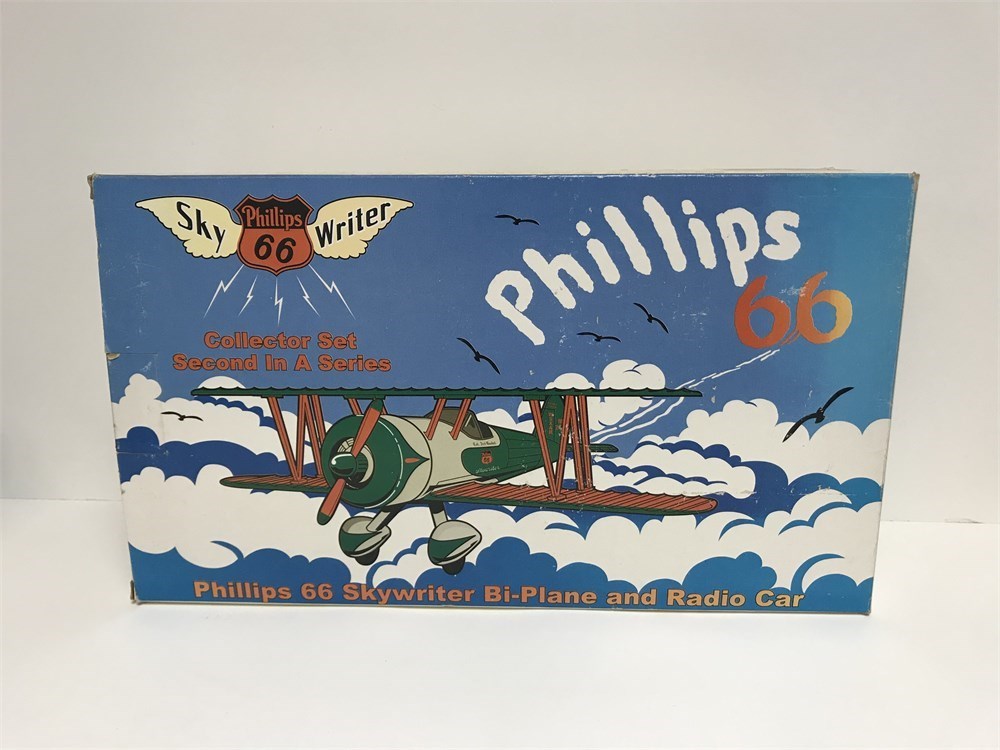 Sky Phillips Writer
66
Collector Set
Second In A Series
Phillips
66
66
Phillips 66 Skywriter Bi-Plane and Radio Car